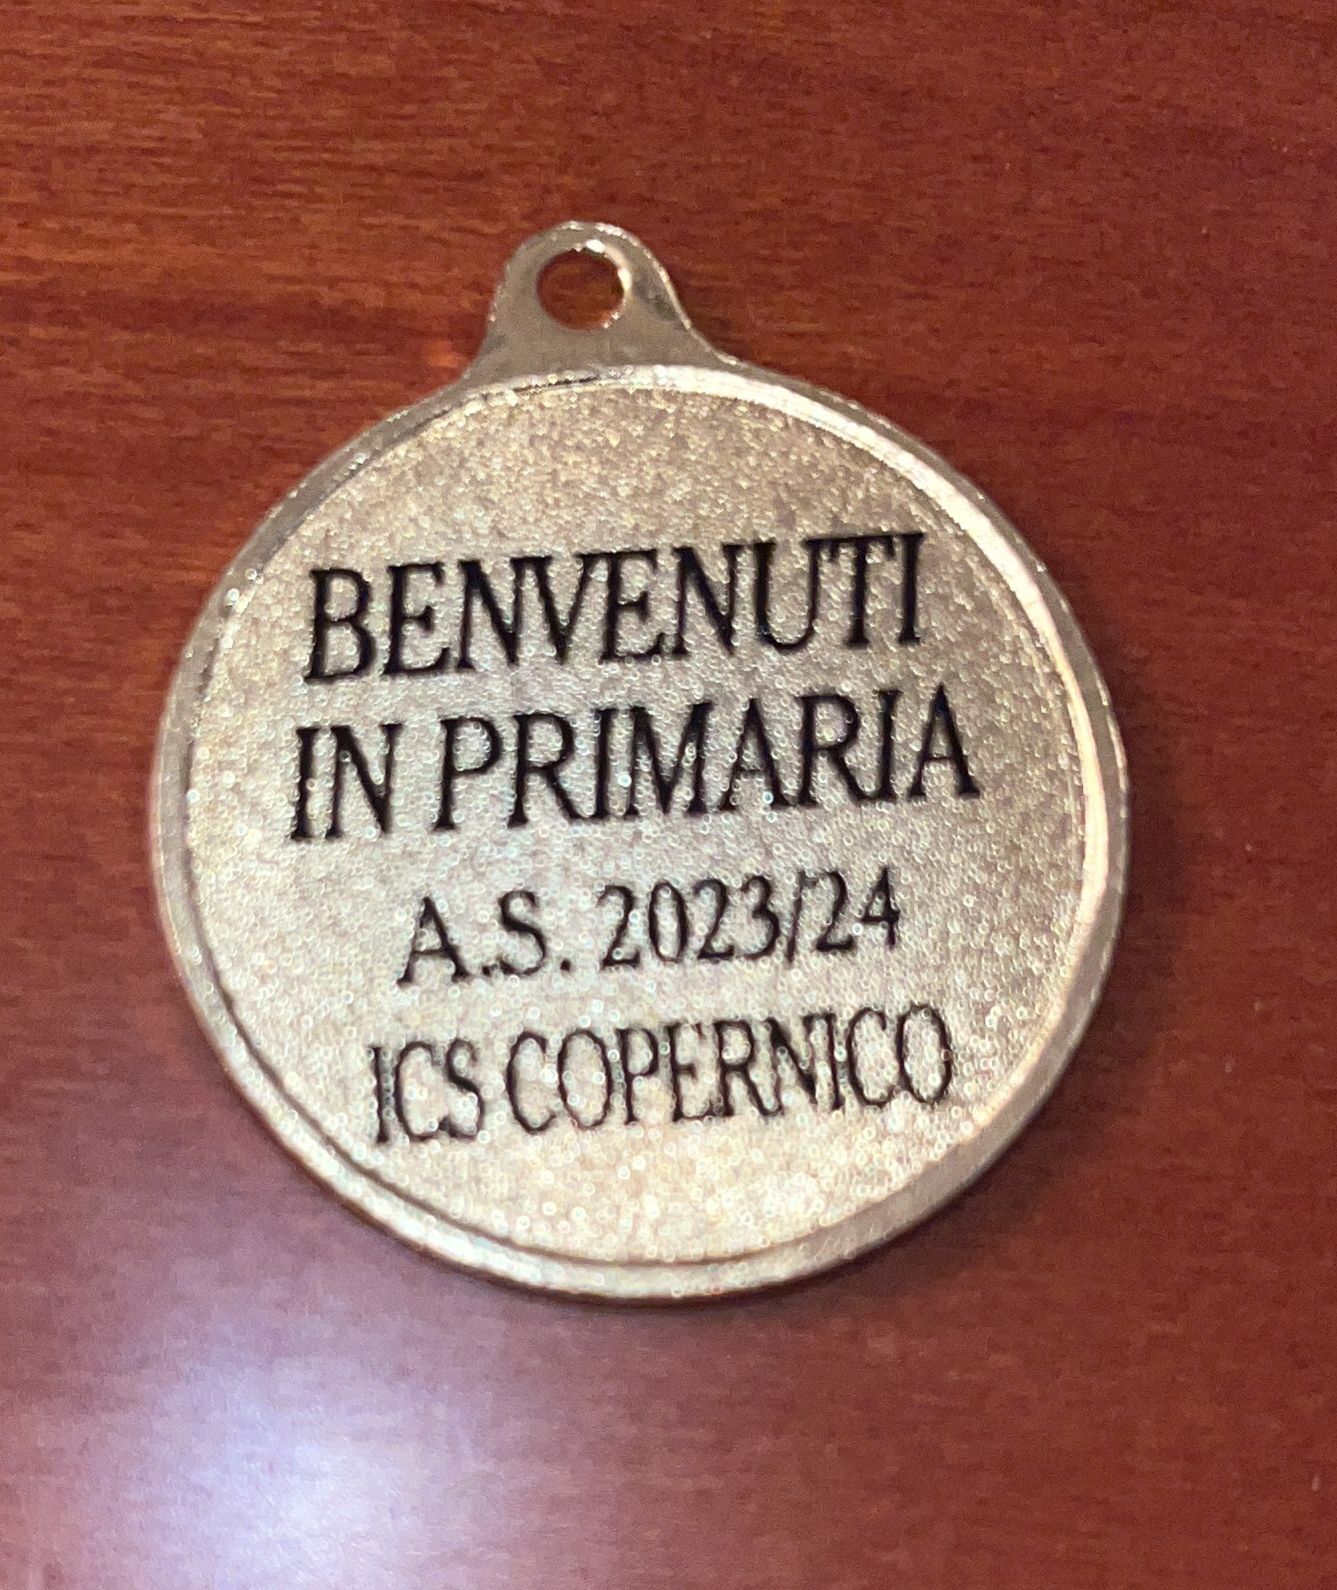 BENVENUTI
IN PRIMARIA
A.S. 2023/24
ICS COPERNICO